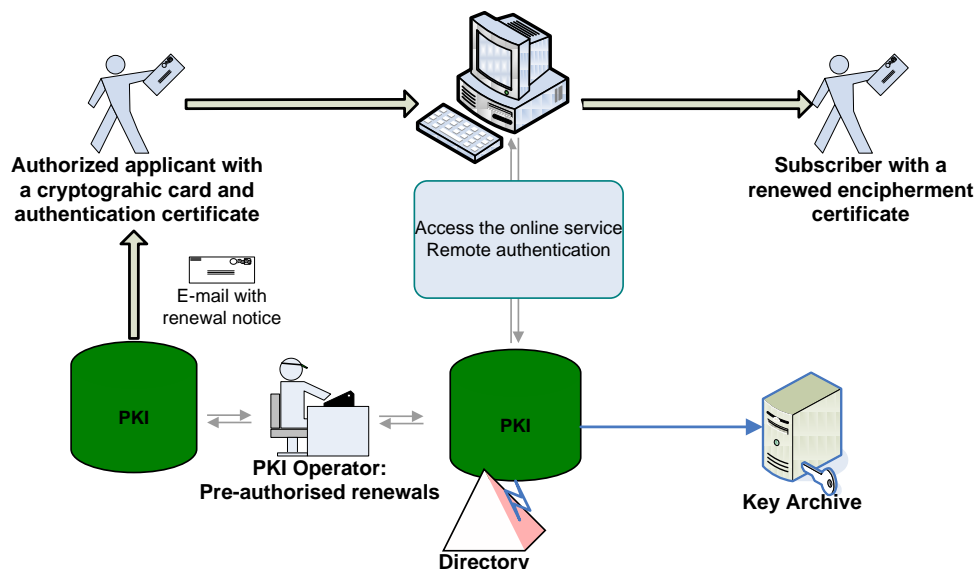 Authorized applicant with
a cryptograhic card and
authentication certificate
Subscriber with a
renewed encipherment
certificate
Access the online service
Remote authentication
E-mail with
renewal notice
PKI
PKI
PKI Operator:
Pre-authorised renewals
Key Archive
Directory